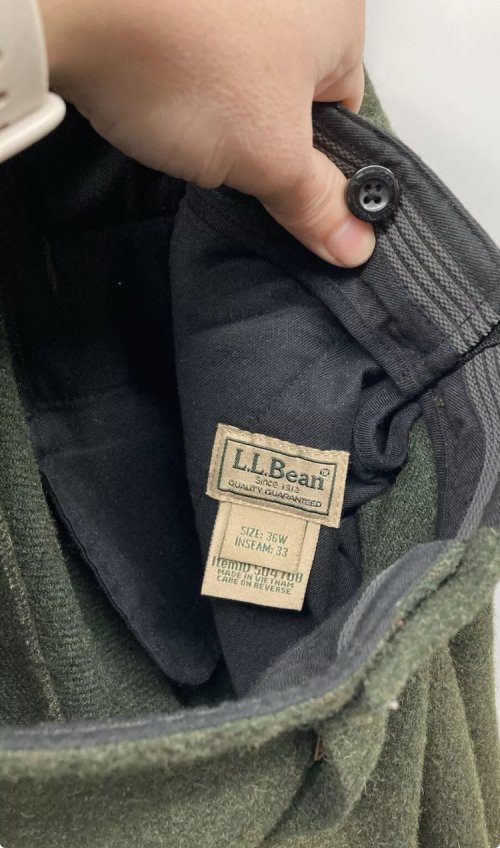 L.L.Bean®
Since 1912
QUALITY GUARANTEED
SIZE: 36W
INSEAM: 33
ItemID 504708
MADE IN VIETNAM
CARE ON REVERSE